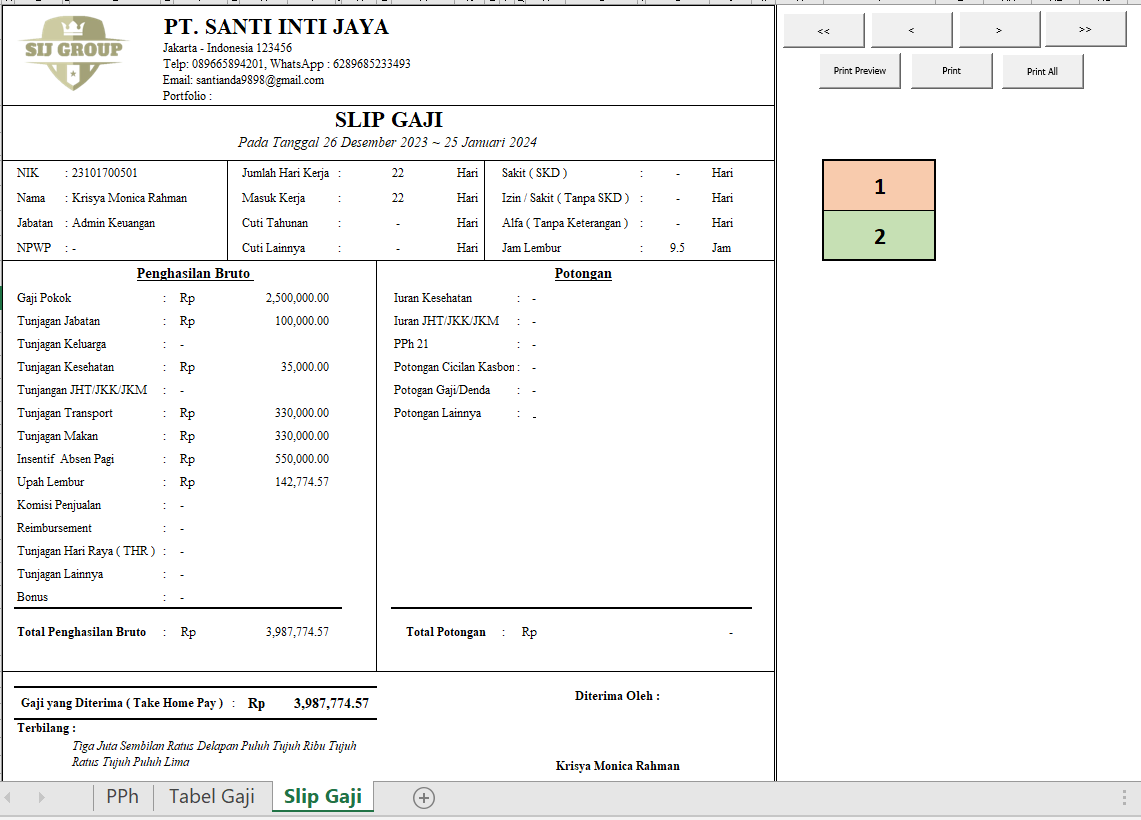 SIJ GROUP
PT. SANTI INTI JAYA
Jakarta - Indonesia 123456
Telp: 089665894201, WhatsApp : 6289685233493
Email: santianda9898@gmail.com
Portfolio :
<< < > >>
Print Preview Print Print All
SLIP GAJI
Pada Tanggal 26 Desember 2023 ~ 25 Januari 2024
NIK : 23101700501 Jumlah Hari Kerja : 22 Hari Sakit ( SKD ) : - Hari
Nama : Krisya Monica Rahman Masuk Kerja : 22 Hari Izin / Sakit ( Tanpa SKD ) : - Hari
Jabatan : Admin Keuangan Cuti Tahunan : - Hari Alfa ( Tanpa Keterangan ) : - Hari
NPWP : - Cuti Lainnya : - Hari Jam Lembur : 9.5 Jam
1
2
Penghasilan Bruto Potongan
Gaji Pokok : Rp 2,500,000.00 Iuran Kesehatan : -
Tunjagan Jabatan : Rp 100,000.00 Iuran JHT/JKK/JKM : -
Tunjagan Keluarga : - PPh 21 : -
Tunjagan Kesehatan : Rp 35,000.00 Potongan Cicilan Kasbon : -
Tunjangan JHT/JKK/JKM : - Potogan Gaji/Denda : -
Tunjagan Transport : Rp 330,000.00 Potongan Lainnya : -
Tunjagan Makan : Rp 330,000.00
Insentif Absen Pagi : Rp 550,000.00
Upah Lembur : Rp 142,774.57
Komisi Penjualan : -
Reimbursement : -
Tunjagan Hari Raya ( THR ) : -
Tunjagan Lainnya : -
Bonus : -
Total Penghasilan Bruto : Rp 3,987,774.57 Total Potongan : Rp -
Gaji yang Diterima ( Take Home Pay ) : Rp 3,987,774.57 Diterima Oleh :
Terbilang :
Tiga Juta Sembilan Ratus Delapan Puluh Tujuh Ribu Tujuh
Ratus Tujuh Puluh Lima
Krisya Monica Rahman
PPh Tabel Gaji Slip Gaji